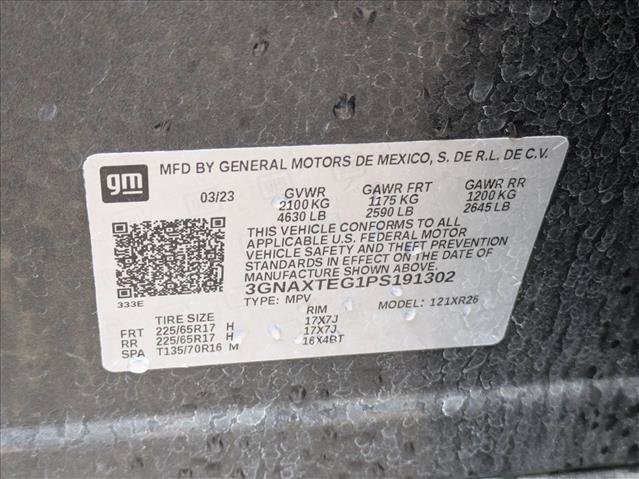 gm
MFD BY GENERAL MOTORS DE MEXICO, S. DE R.L. DE C.V.
03/23 GVWR GAWR FRT GAWR RR
2100 KG 1175 KG 1200 KG
4630 LB 2590 LB 2645 LB
THIS VEHICLE CONFORMS TO ALL
APPLICABLE U.S. FEDERAL MOTOR
VEHICLE SAFETY AND THEFT PREVENTION
STANDARDS IN EFFECT ON THE DATE OF
MANUFACTURE SHOWN ABOVE.
3GNAXTEG1PS191302
333E TYPE: MPV MODEL: 121XR26
TIRE SIZE RIM
FRT 225/65R17 H 17X7J
RR 225/65R17 H 17X7J
SPA T135/70R16 M 16X4BT